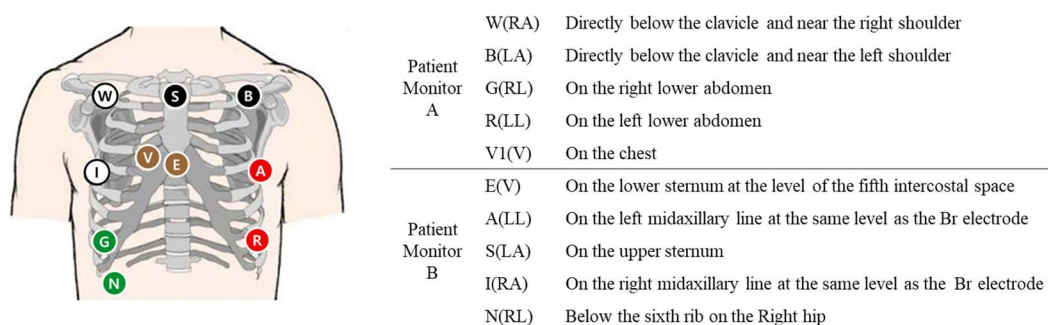 W
S
B
V
E
I
A
G
R
N
Patient
Monitor
A
W(RA) Directly below the clavicle and near the right shoulder
B(LA) Directly below the clavicle and near the left shoulder
G(RL) On the right lower abdomen
R(LL) On the left lower abdomen
V1(V) On the chest
Patient
Monitor
B
E(V) On the lower sternum at the level of the fifth intercostal space
A(LL) On the left midaxillary line at the same level as the Br electrode
S(LA) On the upper sternum
I(RA) On the right midaxillary line at the same level as the Br electrode
N(RL) Below the sixth rib on the Right hip